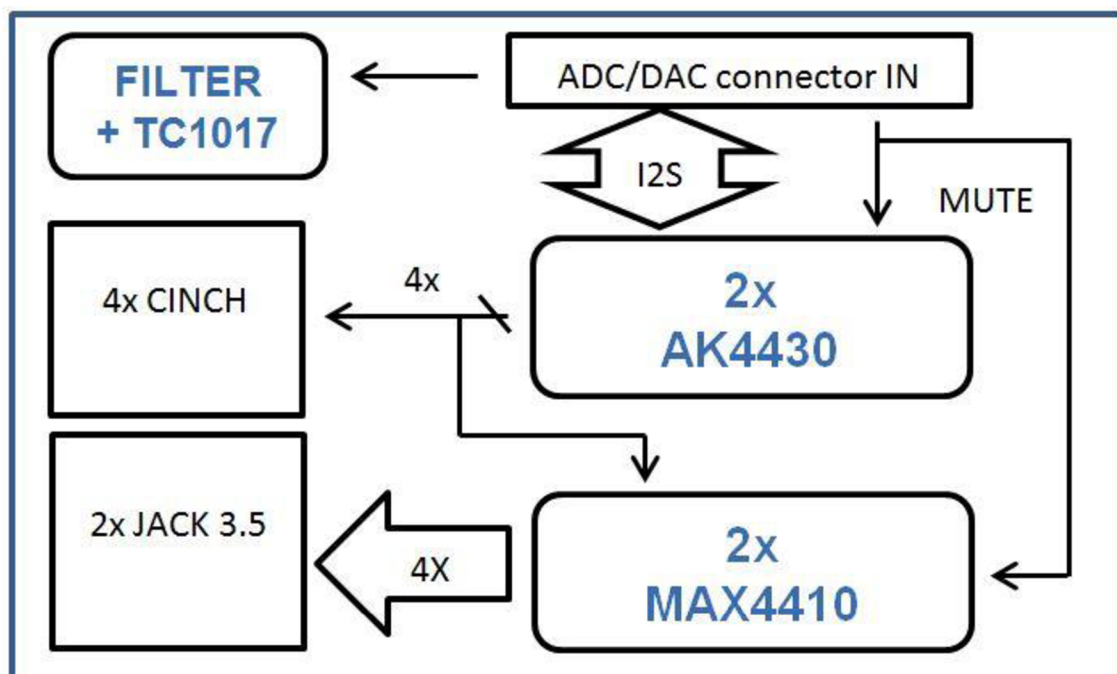 FILTER
+ TC1017
ADC/DAC connector IN
I2S
MUTE
4x CINCH
4x
2x
AK4430
2x JACK 3.5
4X
2x
MAX4410